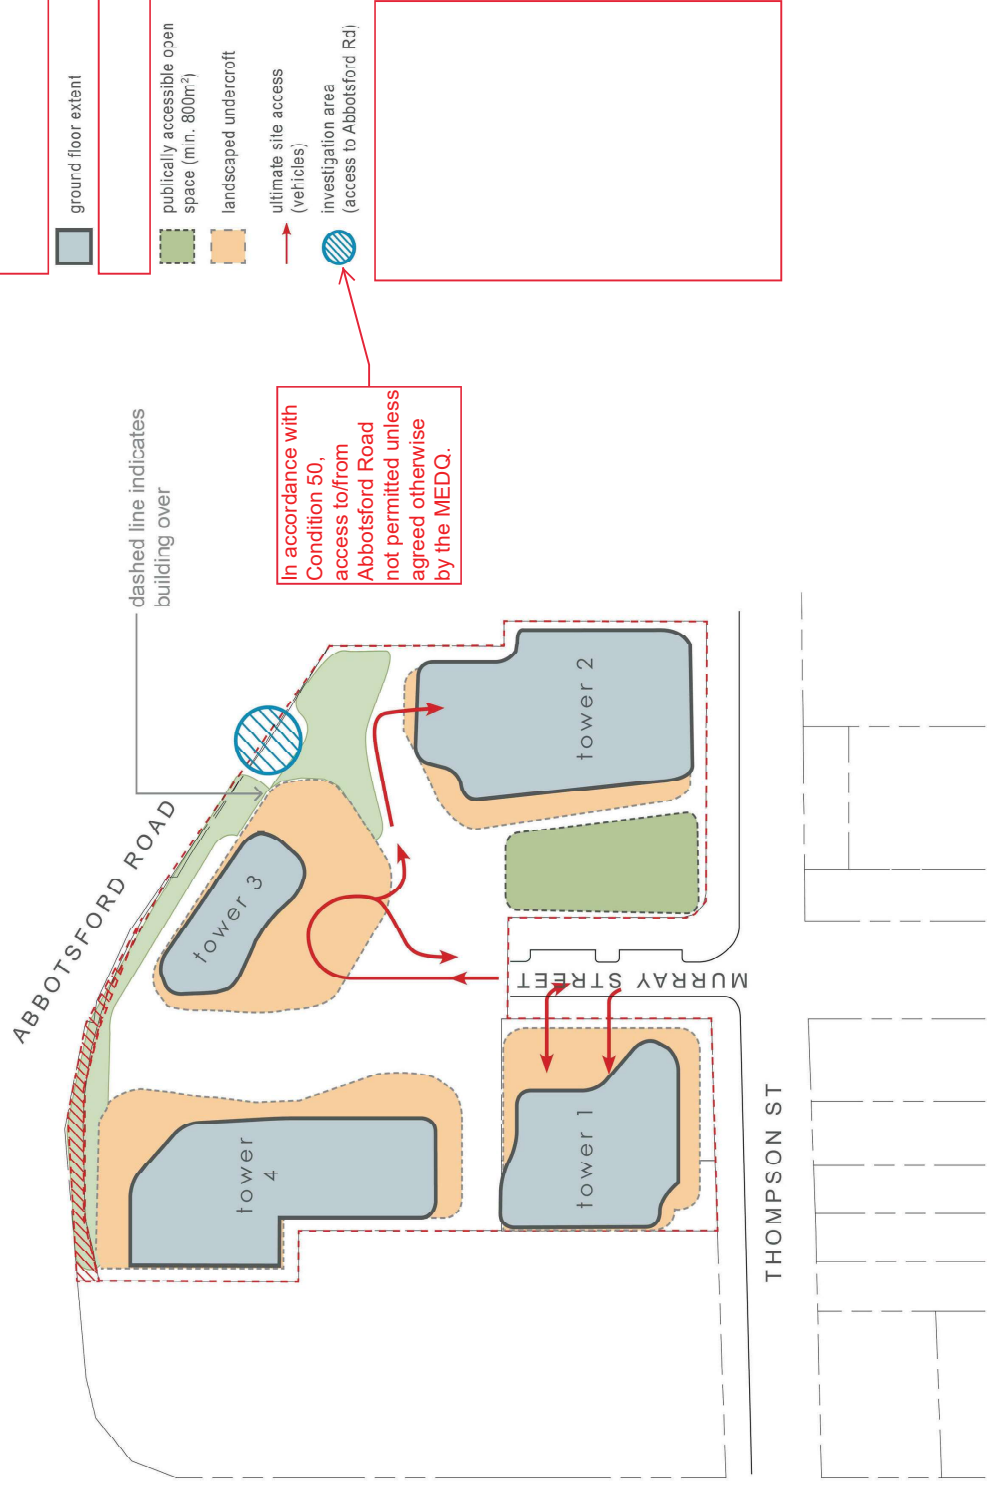 ground floor extent
publically accessible open
space (min. 800m²)
landscaped undercroft
ultimate site access
(vehicles)
investigation area
(access to Abbotsford Rd)
In accordance with
Condition 50,
access to/from
Abbotsford Road
not permitted unless
agreed otherwise
by the MEDQ.
dashed line indicates
building over
ABBOTSFORD ROAD
tower 3
tower 2
tower
4
tower 1
MURRAY STREET
THOMPSON ST